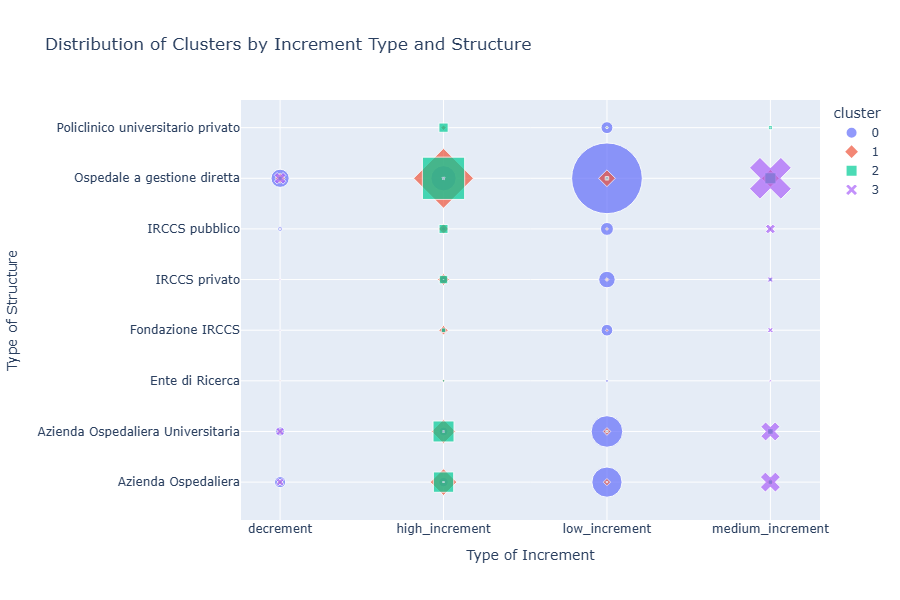 Distribution of Clusters by Increment Type and Structure
cluster
0
1
2
3
Type of Structure
Policlinico universitario privato
Ospedale a gestione diretta
IRCCS pubblico
IRCCS privato
Fondazione IRCCS
Ente di Ricerca
Azienda Ospedaliera Universitaria
Azienda Ospedaliera
decrement
high_increment
low_increment
medium_increment
Type of Increment